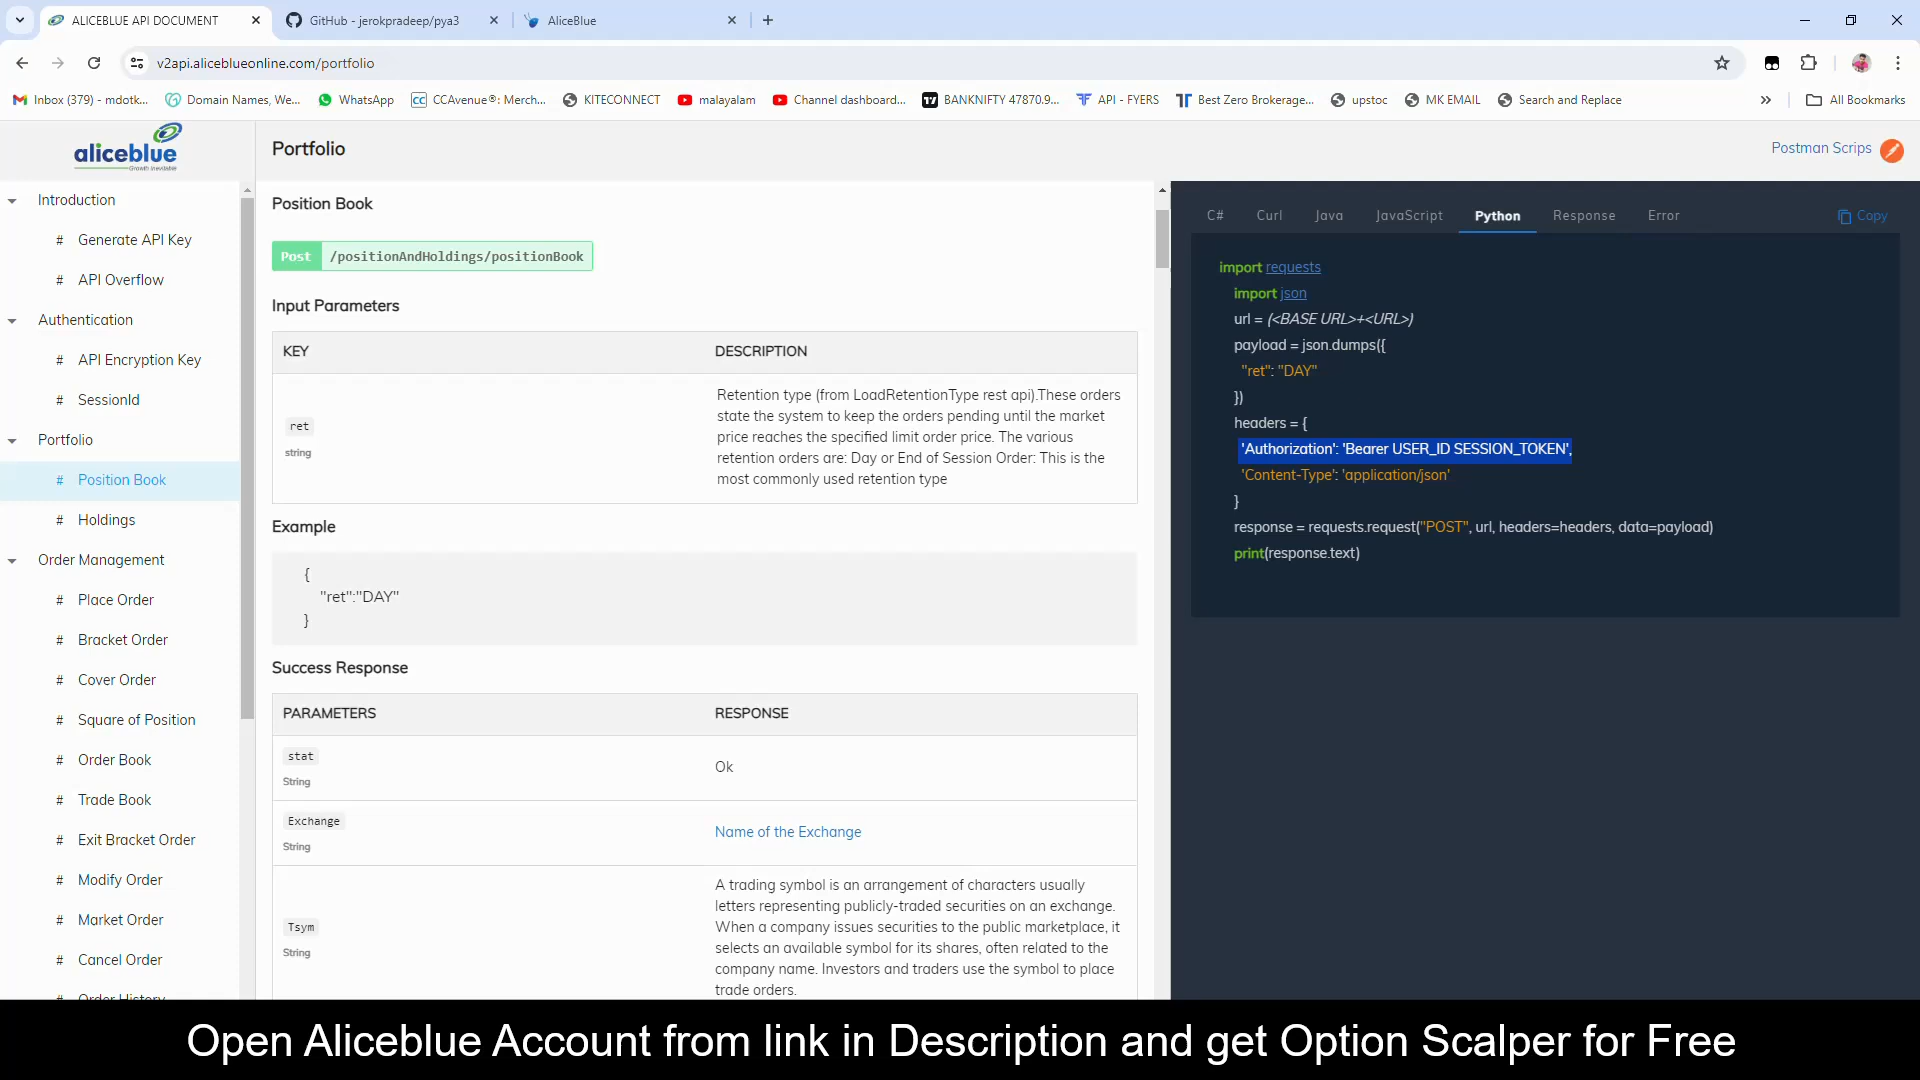 ALICEBLUE API DOCUMENT
GitHub - jerokpradeep/pya3
AliceBlue
v2api.aliceblueonline.com/portfolio
Inbox (379) - mdotk...
Domain Names, We...
WhatsApp
CCAvenue®: Merch...
KITECONNECT
malayalam
Channel dashboard...
BANKNIFTY 47870.9...
API - FYERS
Best Zero Brokerage...
upstoc
MK EMAIL
Search and Replace
All Bookmarks
aliceblue
Growth Inevitable
Portfolio
Postman Scrips
Introduction
# Generate API Key
# API Overflow
Authentication
# API Encryption Key
# SessionId
Portfolio
# Position Book
# Holdings
Order Management
# Place Order
# Bracket Order
# Cover Order
# Square of Position
# Order Book
# Trade Book
# Exit Bracket Order
# Modify Order
# Market Order
# Cancel Order
# Order History
Position Book
Post /positionAndHoldings/positionBook
Input Parameters
KEY DESCRIPTION
ret
string
Retention type (from LoadRetentionType rest api).These orders
state the system to keep the orders pending until the market
price reaches the specified limit order price. The various
retention orders are: Day or End of Session Order: This is the
most commonly used retention type
Example
{
"ret":"DAY"
}
Success Response
PARAMETERS RESPONSE
stat
String
Ok
Exchange
String
Name of the Exchange
Tsym
String
A trading symbol is an arrangement of characters usually
letters representing publicly-traded securities on an exchange.
When a company issues securities to the public marketplace, it
selects an available symbol for its shares, often related to the
company name. Investors and traders use the symbol to place
trade orders.
C# Curl Java JavaScript Python Response Error Copy
import requests
import json
url = (<BASE URL>+<URL>)
payload = json.dumps({
"ret": "DAY"
})
headers = {
'Authorization': 'Bearer USER_ID SESSION_TOKEN',
'Content-Type': 'application/json'
}
response = requests.request("POST", url, headers=headers, data=payload)
print(response.text)
Open Aliceblue Account from link in Description and get Option Scalper for Free